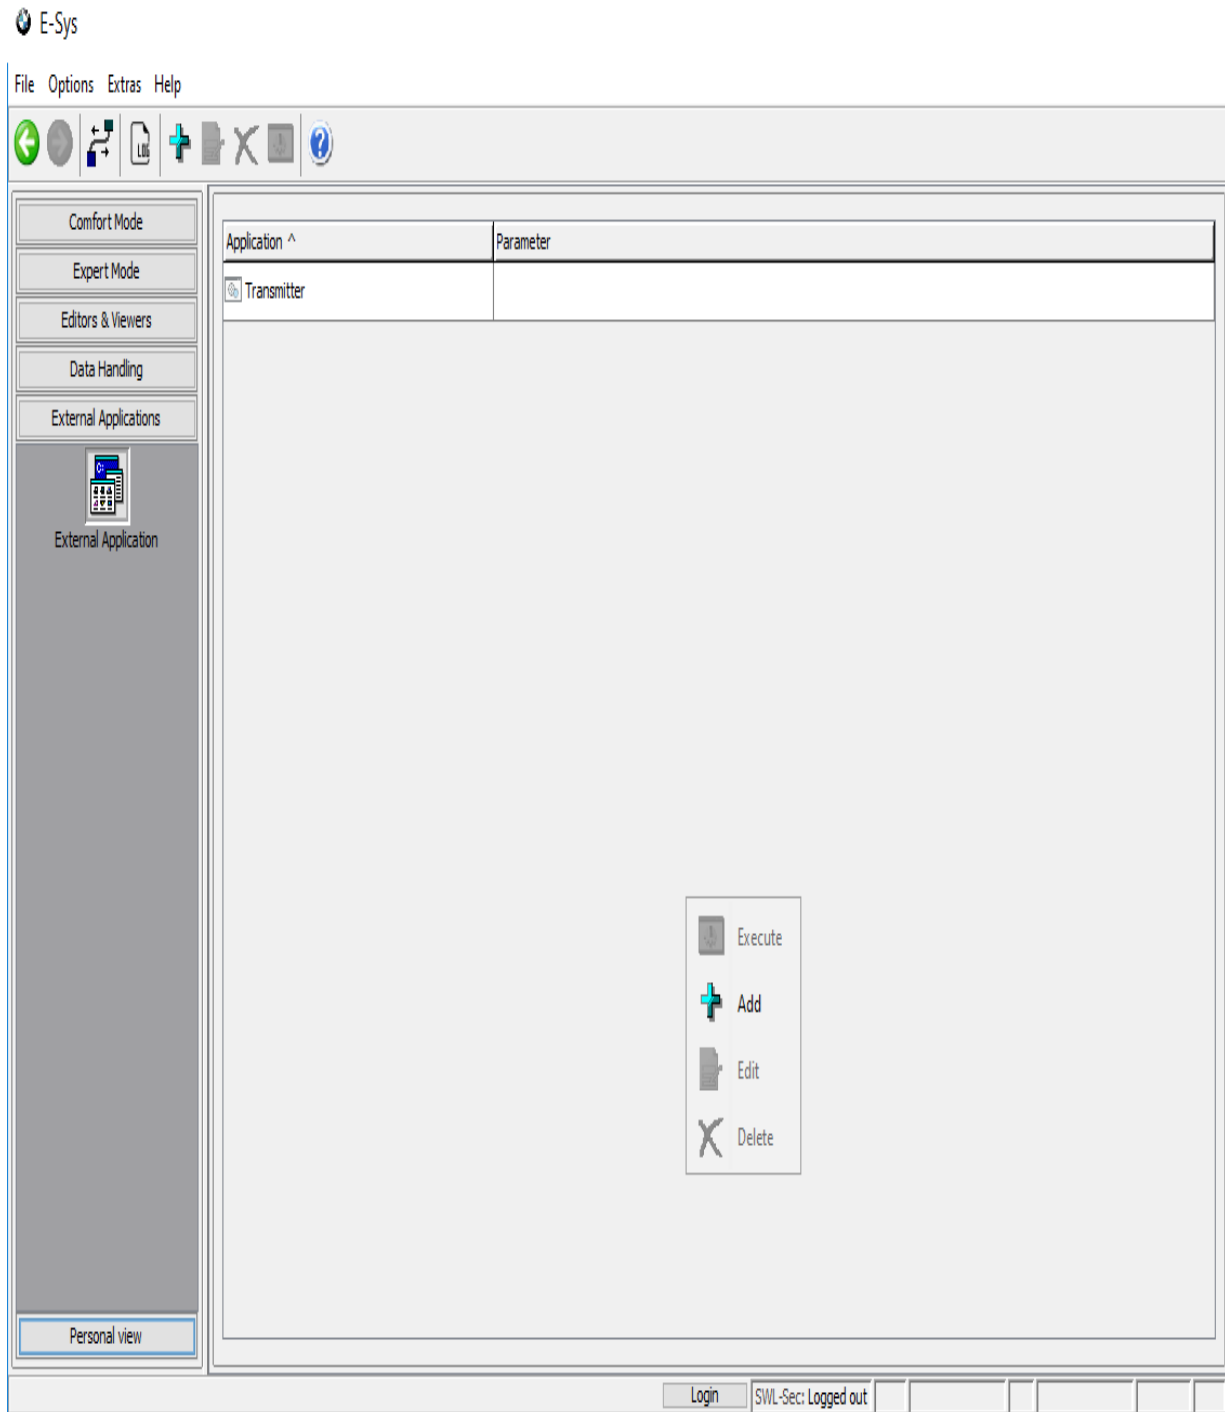 E-Sys
File Options Extras Help
LOG
Comfort Mode
Expert Mode
Editors & Viewers
Data Handling
External Applications
C:
External Application
Personal view
Application ^ Parameter
Transmitter
Execute
Add
Edit
Delete
Login SWL-Sec: Logged out